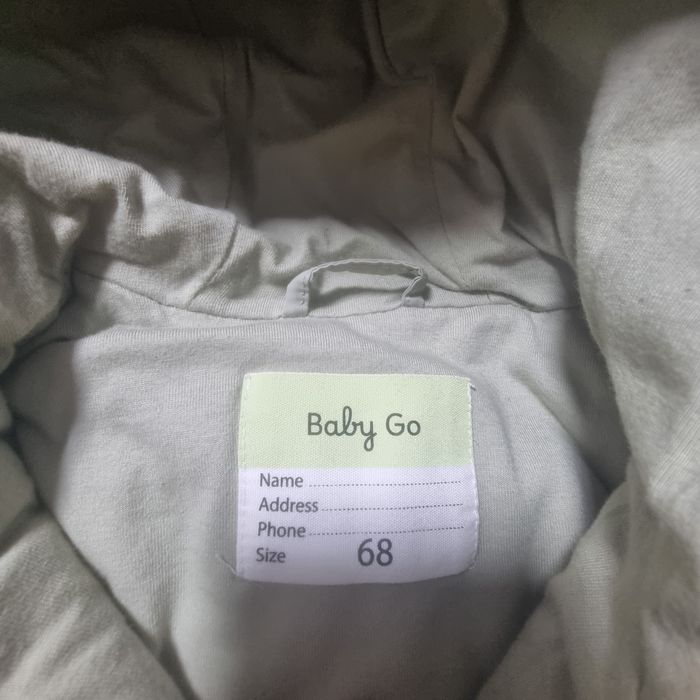 Baby Go
Name
Address
Phone
Size 68